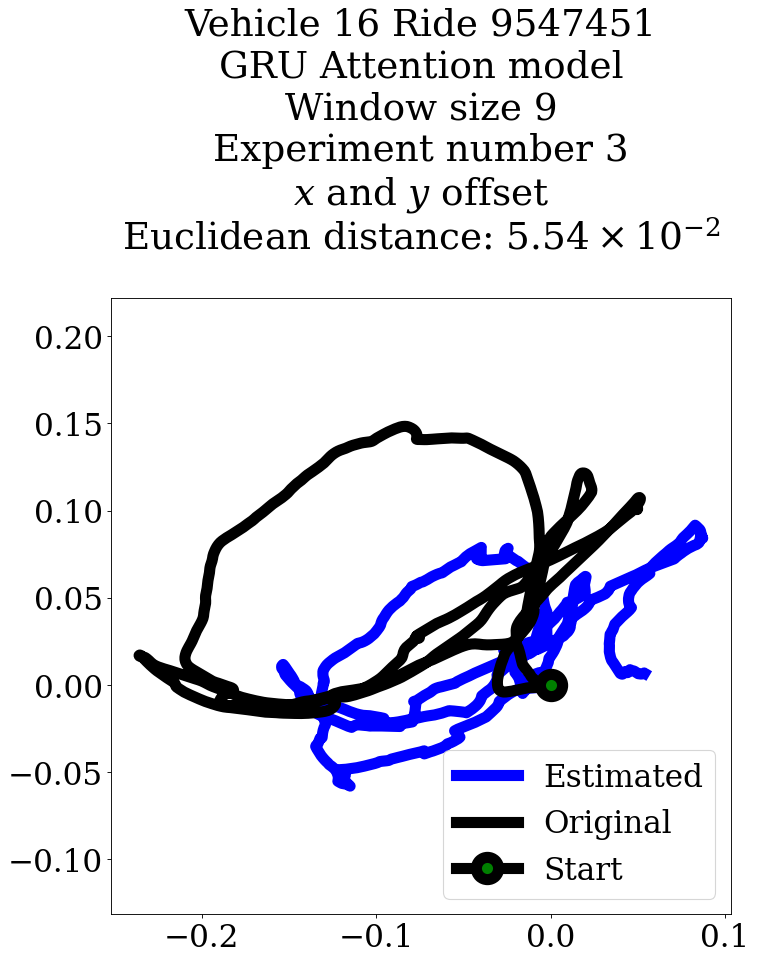 Vehicle 16 Ride 9547451
GRU Attention model
Window size 9
Experiment number 3
x and y offset
Euclidean distance: 5.54 × 10⁻²
0.20
0.15
0.10
0.05
0.00
−0.05
−0.10
Estimated
Original
Start
−0.2
−0.1
0.0
0.1